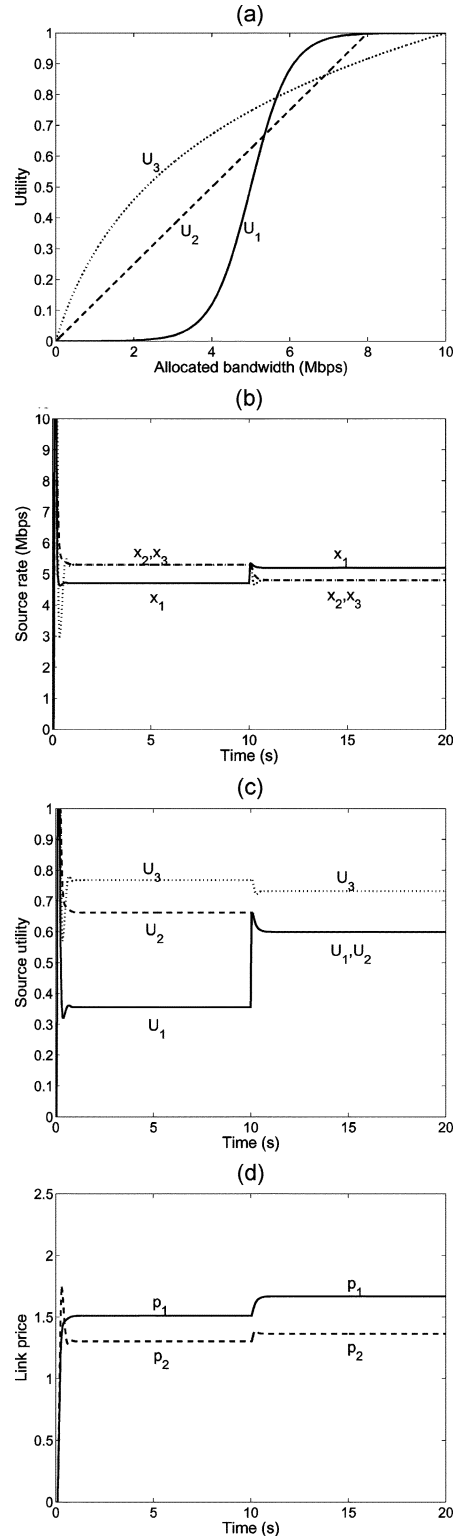 (a)
1
0.9
0.8
0.7
0.6
0.5
0.4
0.3
0.2
0.1
0
Utility
U3
U2
U1
0 2 4 6 8 10
Allocated bandwidth (Mbps)
(b)
10
9
8
7
6
5
4
3
2
1
0
Source rate (Mbps)
x2,x3
x1
x1
x2,x3
0 5 10 15 20
Time (s)
(c)
1
0.9
0.8
0.7
0.6
0.5
0.4
0.3
0.2
0.1
0
Source utility
U3
U2
U1
U3
U1,U2
0 5 10 15 20
Time (s)
(d)
2.5
2
1.5
1
0.5
0
Link price
p1
p2
p1
p2
0 5 10 15 20
Time (s)